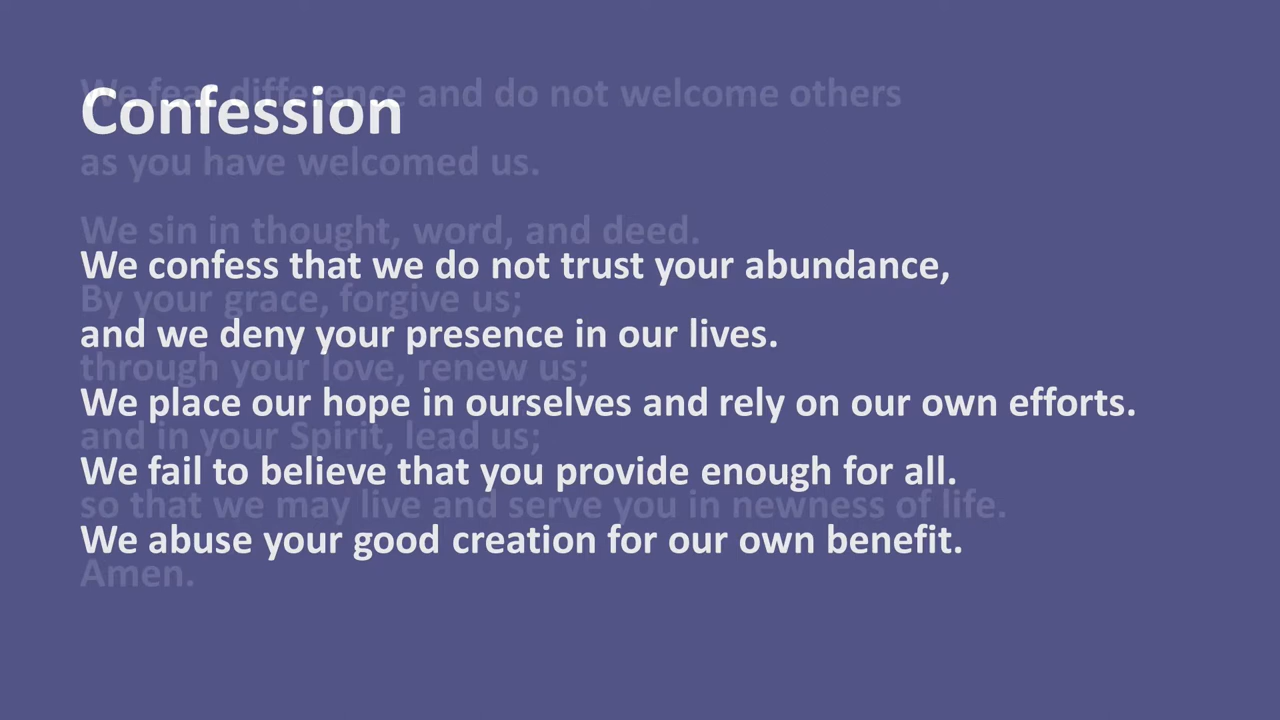 Confession
We confess that we do not trust your abundance,
and we deny your presence in our lives.
We place our hope in ourselves and rely on our own efforts.
We fail to believe that you provide enough for all.
We abuse your good creation for our own benefit.
We fear difference and do not welcome others
as you have welcomed us.
We sin in thought, word, and deed.
By your grace, forgive us;
through your love, renew us;
and in your Spirit, lead us;
so that we may live and serve you in newness of life.
Amen.